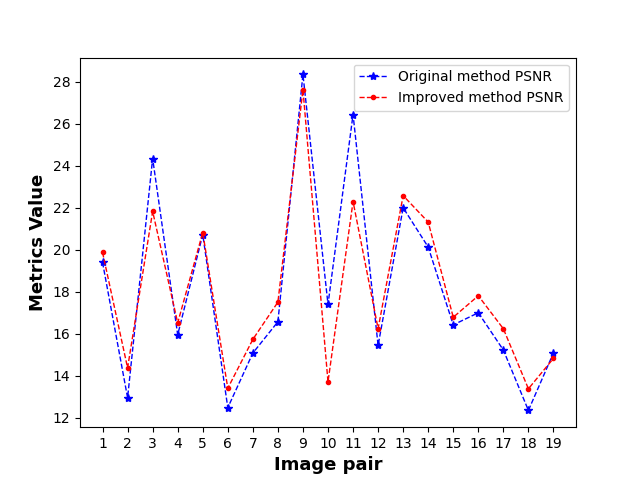 Original method PSNR
Improved method PSNR
28
26
24
22
20
18
16
14
12
Metrics Value
1 2 3 4 5 6 7 8 9 10 11 12 13 14 15 16 17 18 19
Image pair